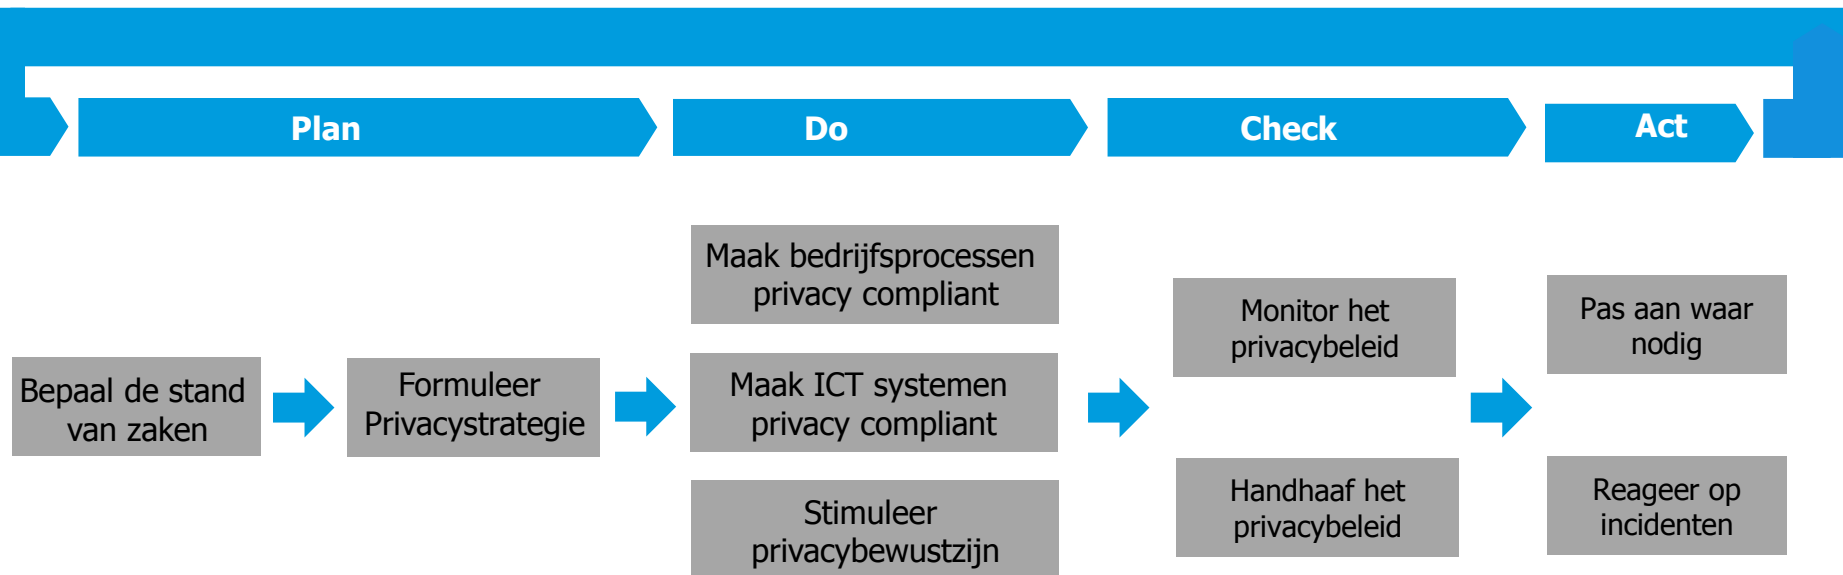 Plan
Do
Check
Act
Bepaal de stand
van zaken
Formuleer
Privacystrategie
Maak bedrijfsprocessen
privacy compliant
Maak ICT systemen
privacy compliant
Stimuleer
privacybewustzijn
Monitor het
privacybeleid
Handhaaf het
privacybeleid
Pas aan waar
nodig
Reageer op
incidenten